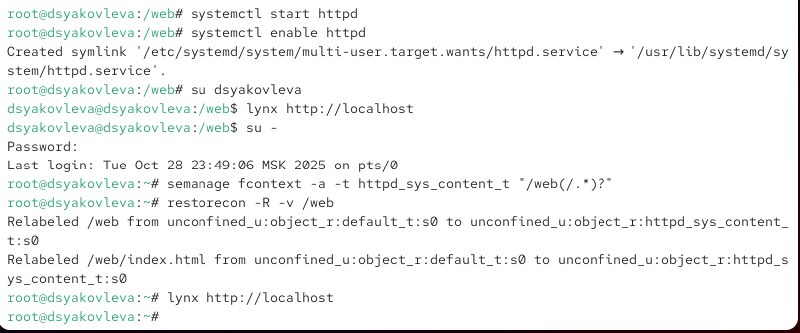 root@dsyakovleva:/web# systemctl start httpd
root@dsyakovleva:/web# systemctl enable httpd
Created symlink '/etc/systemd/system/multi-user.target.wants/httpd.service' → '/usr/lib/systemd/sy
stem/httpd.service'.
root@dsyakovleva:/web# su dsyakovleva
dsyakovleva@dsyakovleva:/web$ lynx http://localhost
dsyakovleva@dsyakovleva:/web$ su -
Password:
Last login: Tue Oct 28 23:49:06 MSK 2025 on pts/0
root@dsyakovleva:~# semanage fcontext -a -t httpd_sys_content_t "/web(/.*)?"
root@dsyakovleva:~# restorecon -R -v /web
Relabeled /web from unconfined_u:object_r:default_t:s0 to unconfined_u:object_r:httpd_sys_content_
t:s0
Relabeled /web/index.html from unconfined_u:object_r:default_t:s0 to unconfined_u:object_r:httpd_s
ys_content_t:s0
root@dsyakovleva:~# lynx http://localhost
root@dsyakovleva:~#